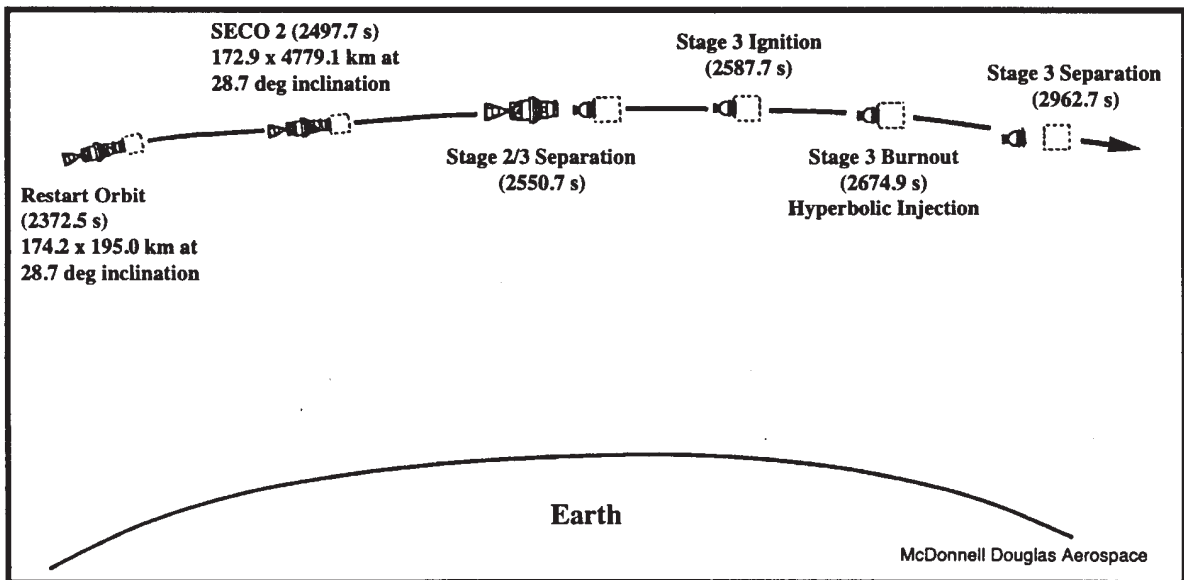 SECO 2 (2497.7 s)
172.9 x 4779.1 km at
28.7 deg inclination
Stage 3 Ignition
(2587.7 s)
Stage 3 Separation
(2962.7 s)
Restart Orbit
(2372.5 s)
174.2 x 195.0 km at
28.7 deg inclination
Stage 2/3 Separation
(2550.7 s)
Stage 3 Burnout
(2674.9 s)
Hyperbolic Injection
Earth
McDonnell Douglas Aerospace